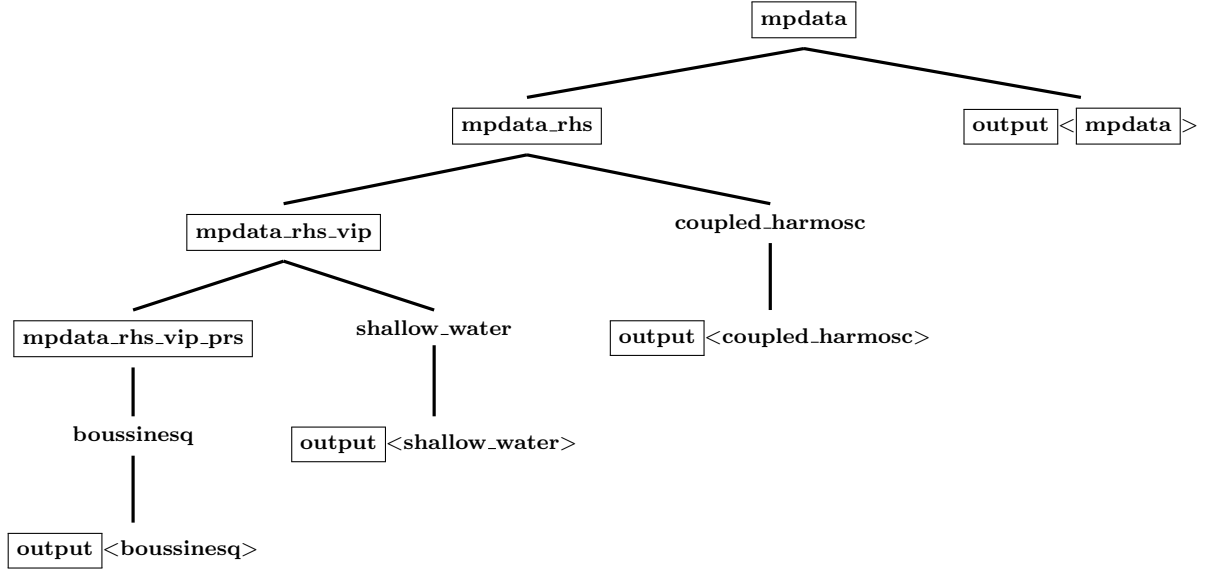 mpdata
mpdata_rhs
output <mpdata>
mpdata_rhs_vip
coupled_harmosc
mpdata_rhs_vip_prs
shallow_water
output <coupled_harmosc>
boussinesq
output <shallow_water>
output <boussinesq>